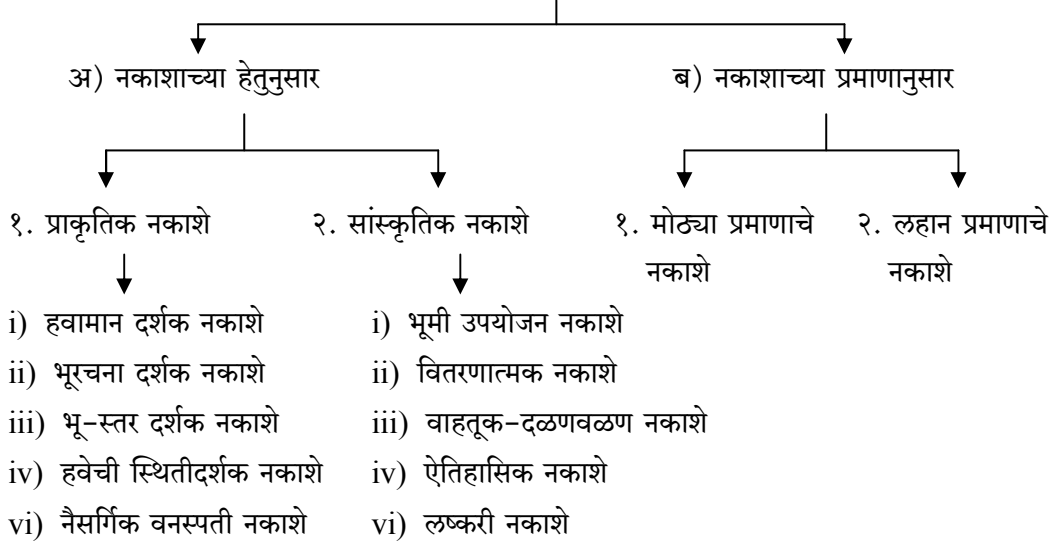 अ) नकाशाच्या हेतुनुसार
ब) नकाशाच्या प्रमाणानुसार
१. प्राकृतिक नकाशे
२. सांस्कृतिक नकाशे
१. मोठ्या प्रमाणाचे
नकाशे
२. लहान प्रमाणाचे
नकाशे
i) हवामान दर्शक नकाशे
ii) भूरचना दर्शक नकाशे
iii) भू-स्तर दर्शक नकाशे
iv) हवेची स्थितीदर्शक नकाशे
vi) नैसर्गिक वनस्पती नकाशे
i) भूमी उपयोजन नकाशे
ii) वितरणात्मक नकाशे
iii) वाहतूक-दळणवळण नकाशे
iv) ऐतिहासिक नकाशे
vi) लष्करी नकाशे